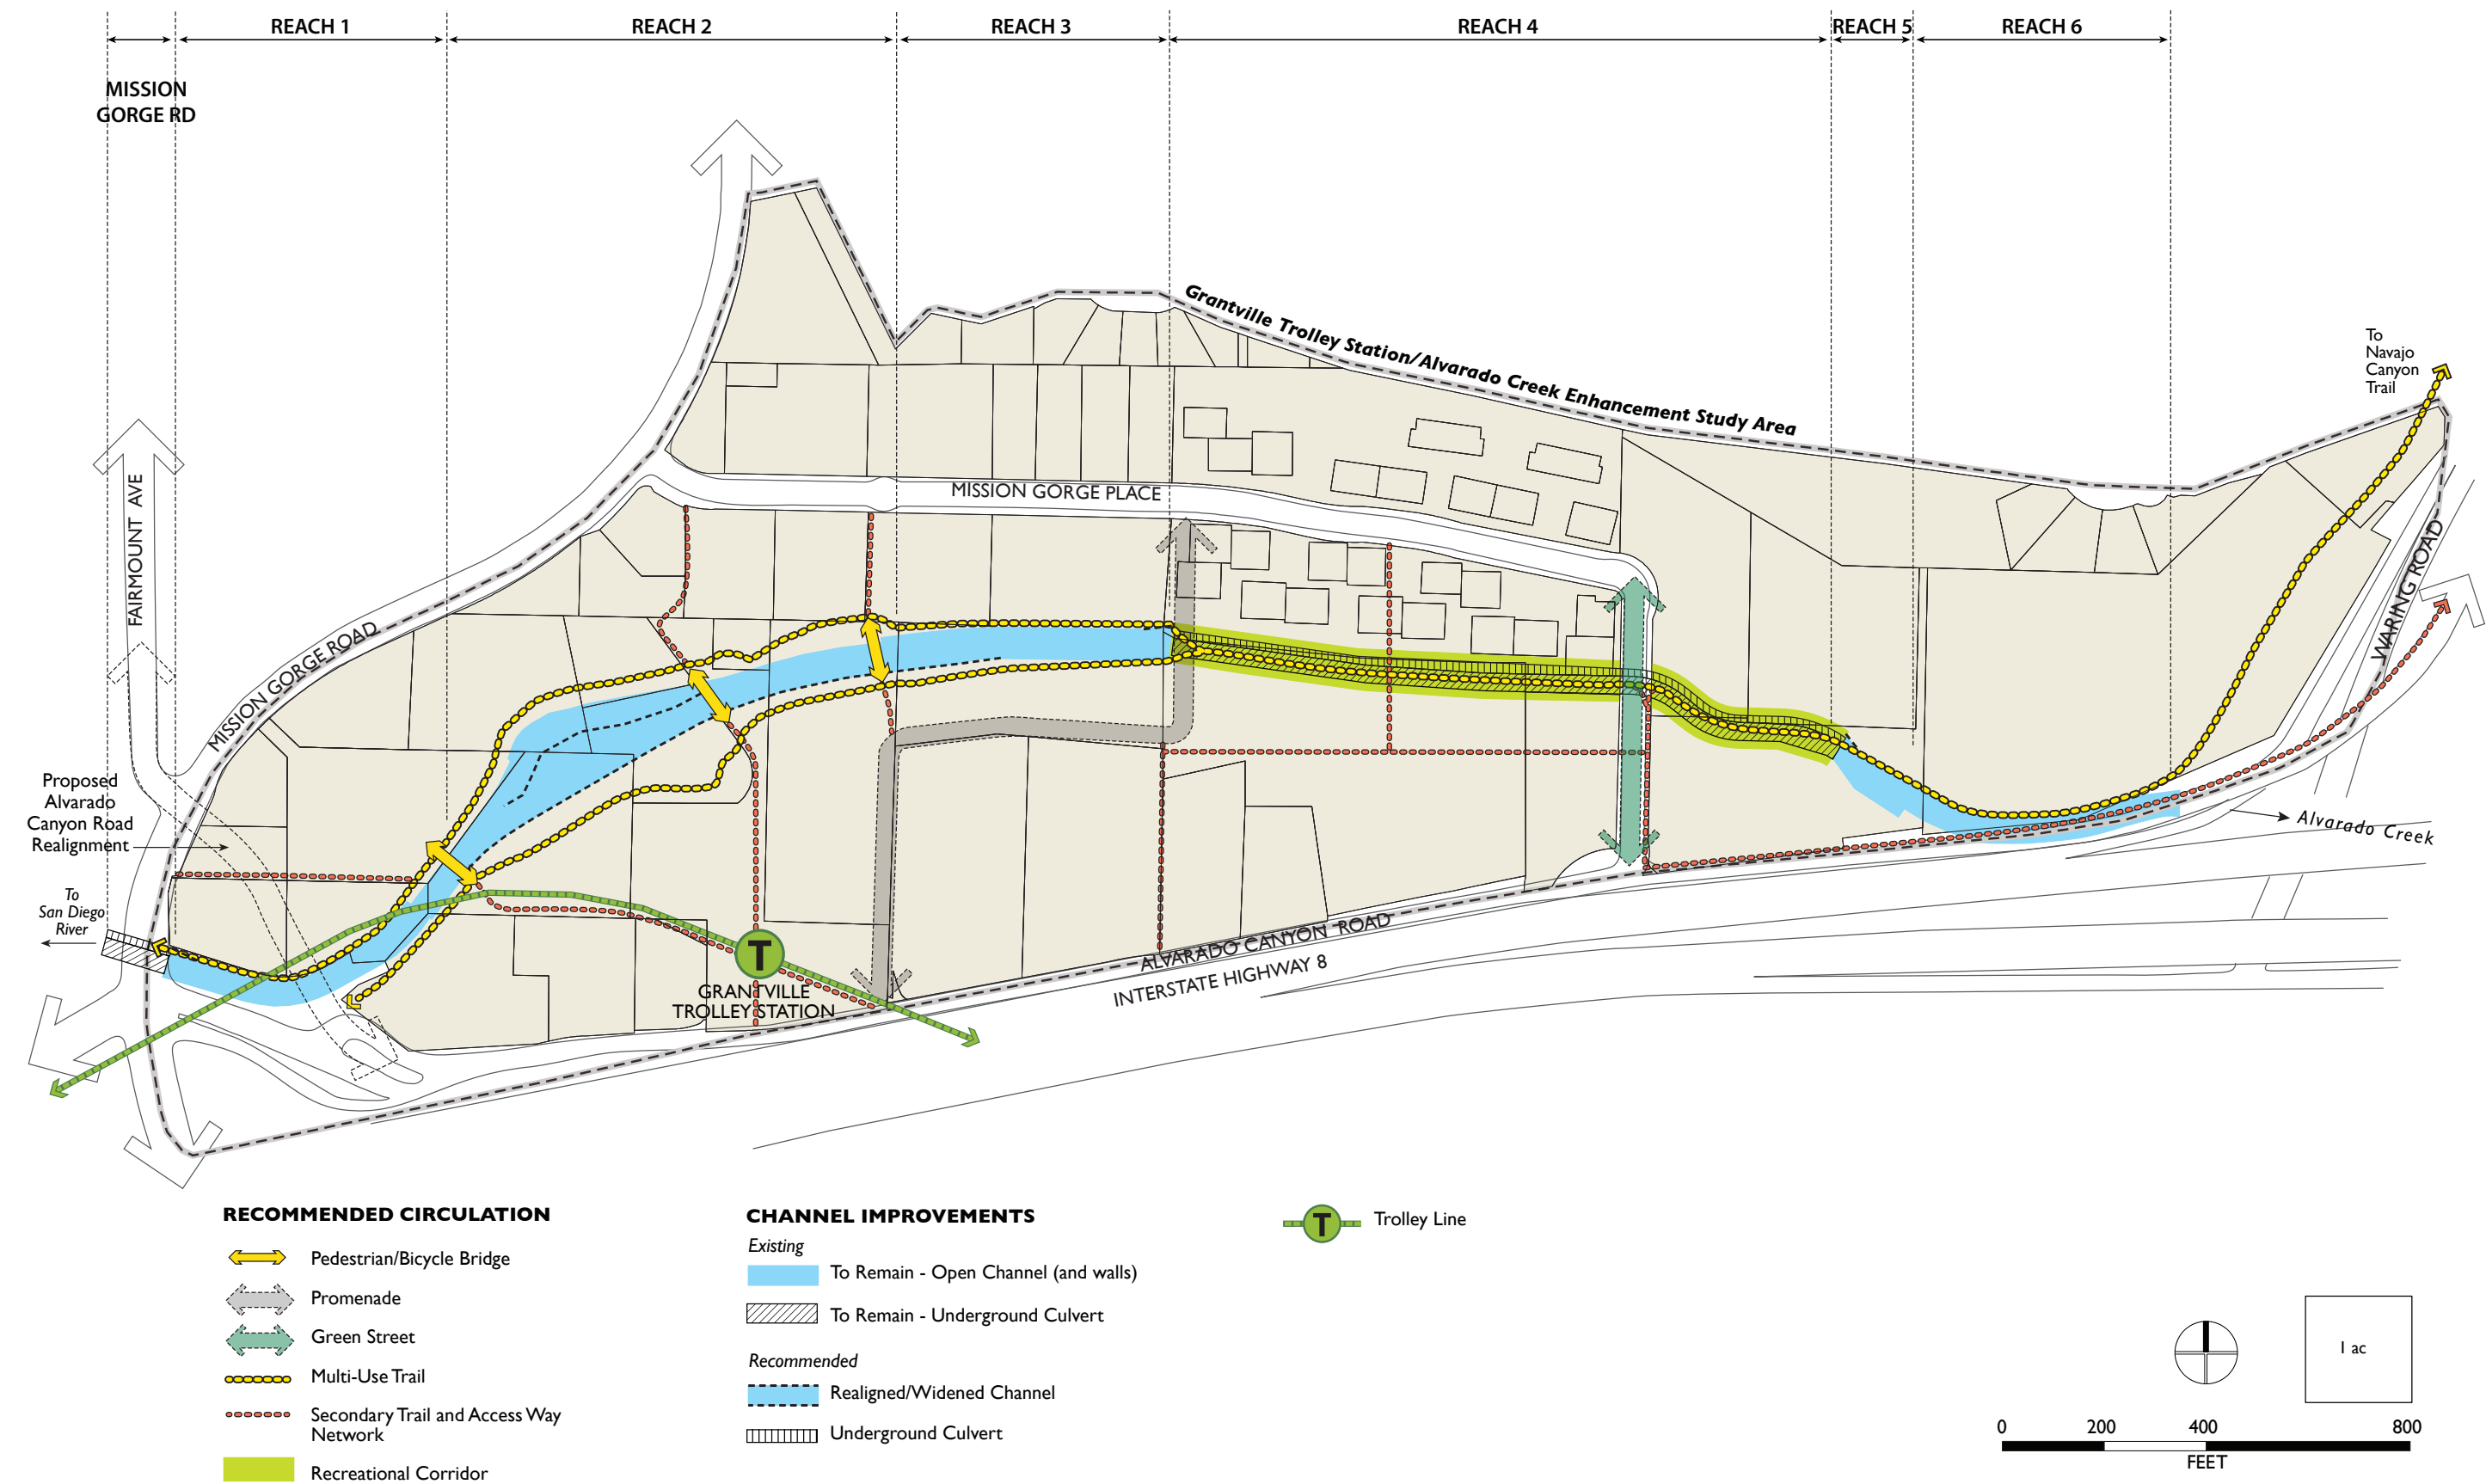 REACH 1
REACH 2
REACH 3
REACH 4
REACH 5
REACH 6
MISSION
GORGE RD
Grantville Trolley Station/Alvarado Creek Enhancement Study Area
To
Navajo
Canyon
Trail
FAIRMOUNT AVE
MISSION GORGE PLACE
MISSION GORGE ROAD
WARING ROAD
Proposed
Alvarado
Canyon Road
Realignment
Alvarado Creek
To
San Diego
River
ALVARADO CANYON ROAD
INTERSTATE HIGHWAY 8
T
GRANTVILLE
TROLLEY STATION
RECOMMENDED CIRCULATION
Pedestrian/Bicycle Bridge
Promenade
Green Street
Multi-Use Trail
Secondary Trail and Access Way
Network
Recreational Corridor
CHANNEL IMPROVEMENTS
Existing
To Remain - Open Channel (and walls)
To Remain - Underground Culvert
Recommended
Realigned/Widened Channel
Underground Culvert
T
Trolley Line
1 ac
0 200 400 800
FEET